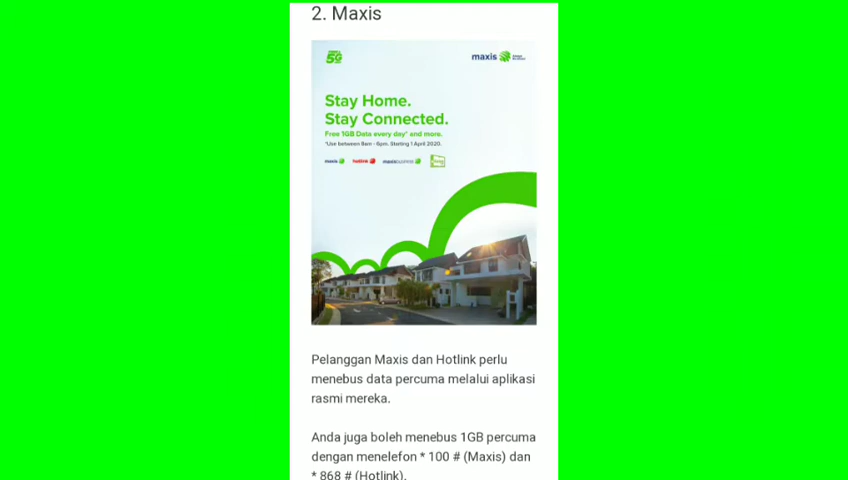 2. Maxis
5G
maxis
Stay Home.
Stay Connected.
Free 1GB Data every day* and more.
*Use between 8am - 6pm. Starting 1 April 2020.
maxis hotlink maxis BUSINESS
Pelanggan Maxis dan Hotlink perlu
menebus data percuma melalui aplikasi
rasmi mereka.
Anda juga boleh menebus 1GB percuma
dengan menelefon * 100 # (Maxis) dan
* 868 # (Hotlink).